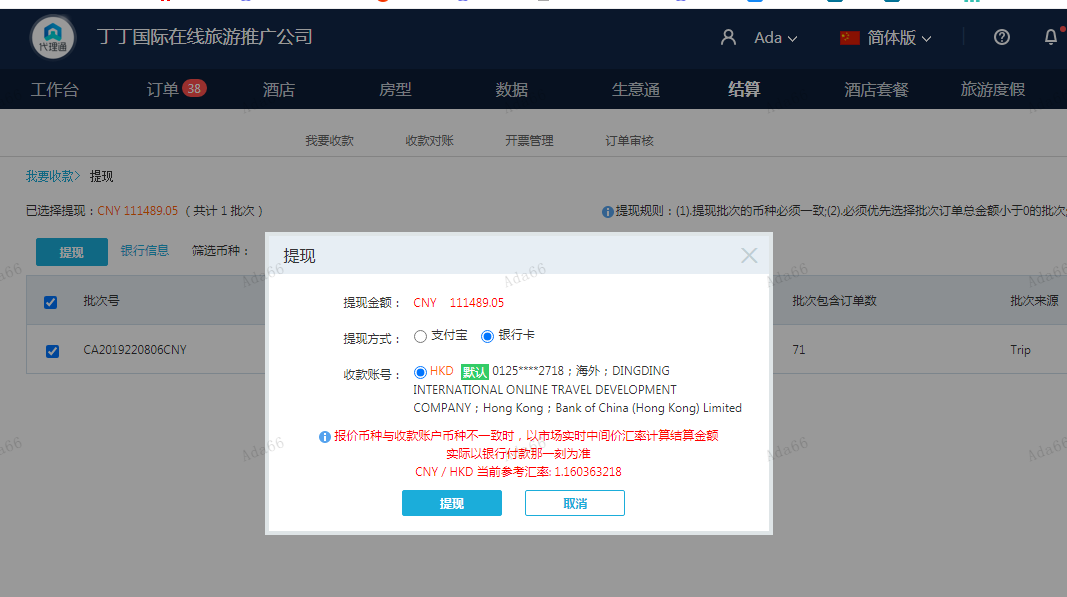 代理通
丁丁国际在线旅游推广公司
Ada
简体版
工作台
订单 38
酒店
房型
数据
生意通
结算
酒店套餐
旅游度假
我要收款
收款对账
开票管理
订单审核
我要收款> 提现
已选择提现：CNY 111489.05（共计 1 批次）
提现规则：(1).提现批次的币种必须一致;(2).必须优先选择批次订单总金额小于0的批次;
提现
银行信息
筛选币种：
批次号
批次包含订单数
批次来源
CA2019220806CNY
71
Trip
提现
提现金额： CNY 111489.05
提现方式： 支付宝 银行卡
收款账号： HKD 默认 0125****2718；海外；DINGDING
INTERNATIONAL ONLINE TRAVEL DEVELOPMENT
COMPANY；Hong Kong；Bank of China (Hong Kong) Limited
报价币种与收款账户币种不一致时，以市场实时中间价汇率计算结算金额
实际以银行付款那一刻为准
CNY / HKD 当前参考汇率: 1.160363218
提现
取消
Ada66
Ada66
Ada66
Ada66
Ada66
Ada66